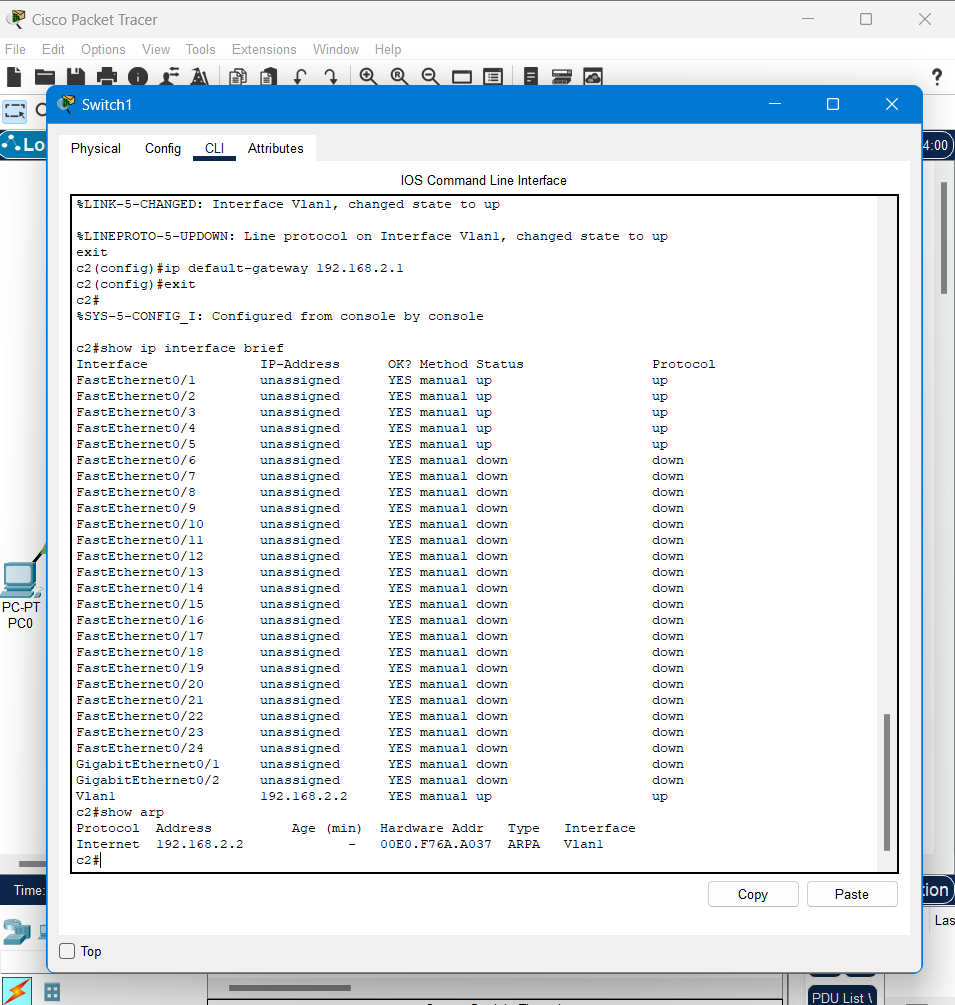 Cisco Packet Tracer
File Edit Options View Tools Extensions Window Help
?
Switch1
Lo
4:00
Physical Config CLI Attributes
IOS Command Line Interface
%LINK-5-CHANGED: Interface Vlan1, changed state to up
%LINEPROTO-5-UPDOWN: Line protocol on Interface Vlan1, changed state to up
exit
c2(config)#ip default-gateway 192.168.2.1
c2(config)#exit
c2#
%SYS-5-CONFIG_I: Configured from console by console
c2#show ip interface brief
Interface IP-Address OK? Method Status Protocol
FastEthernet0/1 unassigned YES manual up up
FastEthernet0/2 unassigned YES manual up up
FastEthernet0/3 unassigned YES manual up up
FastEthernet0/4 unassigned YES manual up up
FastEthernet0/5 unassigned YES manual up up
FastEthernet0/6 unassigned YES manual down down
FastEthernet0/7 unassigned YES manual down down
FastEthernet0/8 unassigned YES manual down down
FastEthernet0/9 unassigned YES manual down down
FastEthernet0/10 unassigned YES manual down down
FastEthernet0/11 unassigned YES manual down down
FastEthernet0/12 unassigned YES manual down down
FastEthernet0/13 unassigned YES manual down down
FastEthernet0/14 unassigned YES manual down down
FastEthernet0/15 unassigned YES manual down down
FastEthernet0/16 unassigned YES manual down down
FastEthernet0/17 unassigned YES manual down down
FastEthernet0/18 unassigned YES manual down down
FastEthernet0/19 unassigned YES manual down down
FastEthernet0/20 unassigned YES manual down down
FastEthernet0/21 unassigned YES manual down down
FastEthernet0/22 unassigned YES manual down down
FastEthernet0/23 unassigned YES manual down down
FastEthernet0/24 unassigned YES manual down down
GigabitEthernet0/1 unassigned YES manual down down
GigabitEthernet0/2 unassigned YES manual down down
Vlan1 192.168.2.2 YES manual up up
c2#show arp
Protocol Address Age (min) Hardware Addr Type Interface
Internet 192.168.2.2 - 00E0.F76A.A037 ARPA Vlan1
c2#
PC-PT
PC0
Copy Paste
Time:
ion
Las
Top
PDU List \